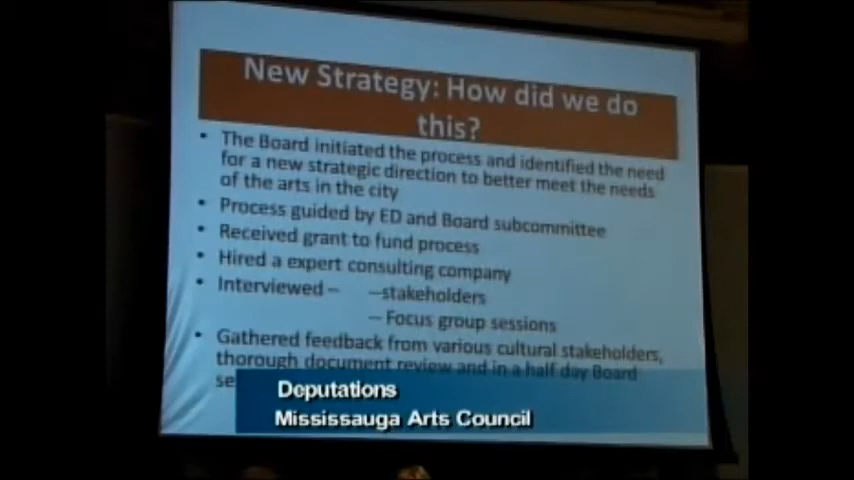 New Strategy: How did we do
this?
• The Board initiated the process and identified the need
for a new strategic direction to better meet the needs
of the arts in the city
• Process guided by ED and Board subcommittee
• Received grant to fund process
• Hired a expert consulting company
• Interviewed – –stakeholders
– Focus group sessions
• Gathered feedback from various cultural stakeholders,
thorough document review and in a half day Board
Deputations
Mississauga Arts Council